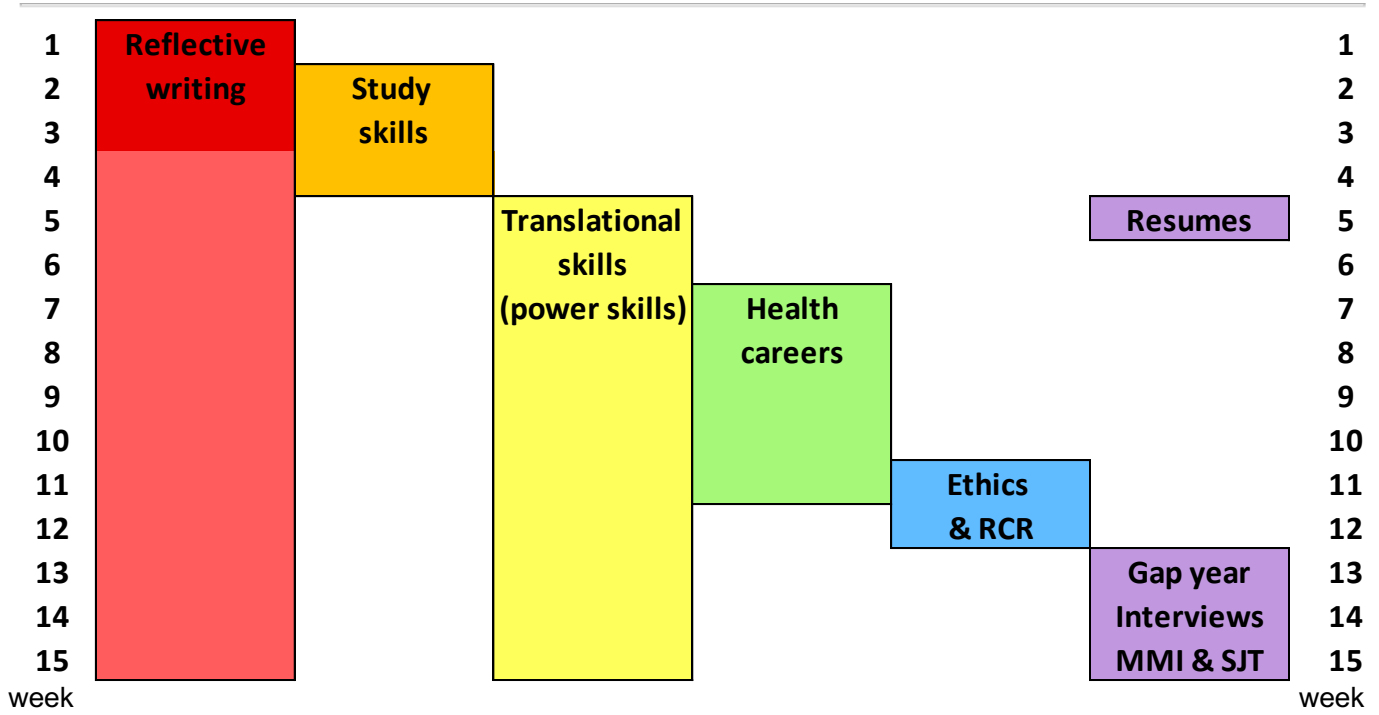 1 Reflective 1
2 writing Study 2
3 skills 3
4 4
5 Translational Resumes 5
6 skills 6
7 (power skills) Health 7
8 careers 8
9 9
10 10
11 Ethics 11
12 & RCR 12
13 Gap year 13
14 Interviews 14
15 MMI & SJT 15
week week